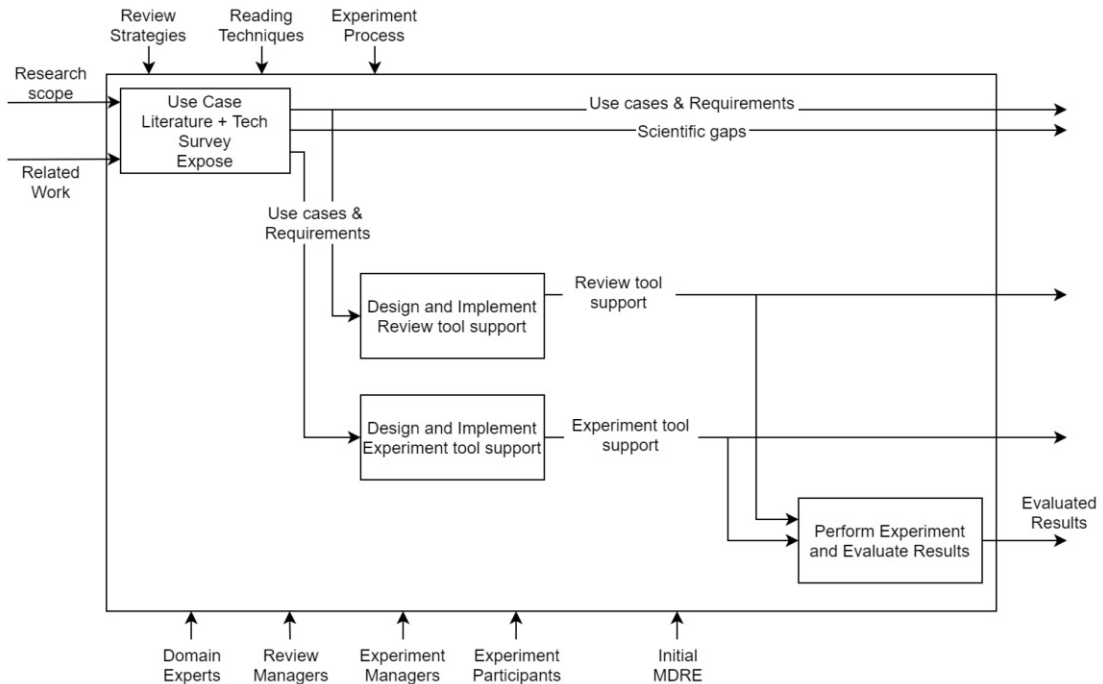 Review
Strategies
Reading
Techniques
Experiment
Process
Research
scope
Related
Work
Use Case
Literature + Tech
Survey
Expose
Use cases & Requirements
Scientific gaps
Use cases &
Requirements
Design and Implement
Review tool support
Review tool
support
Design and Implement
Experiment tool support
Experiment tool
support
Perform Experiment
and Evaluate Results
Evaluated
Results
Domain
Experts
Review
Managers
Experiment
Managers
Experiment
Participants
Initial
MDRE